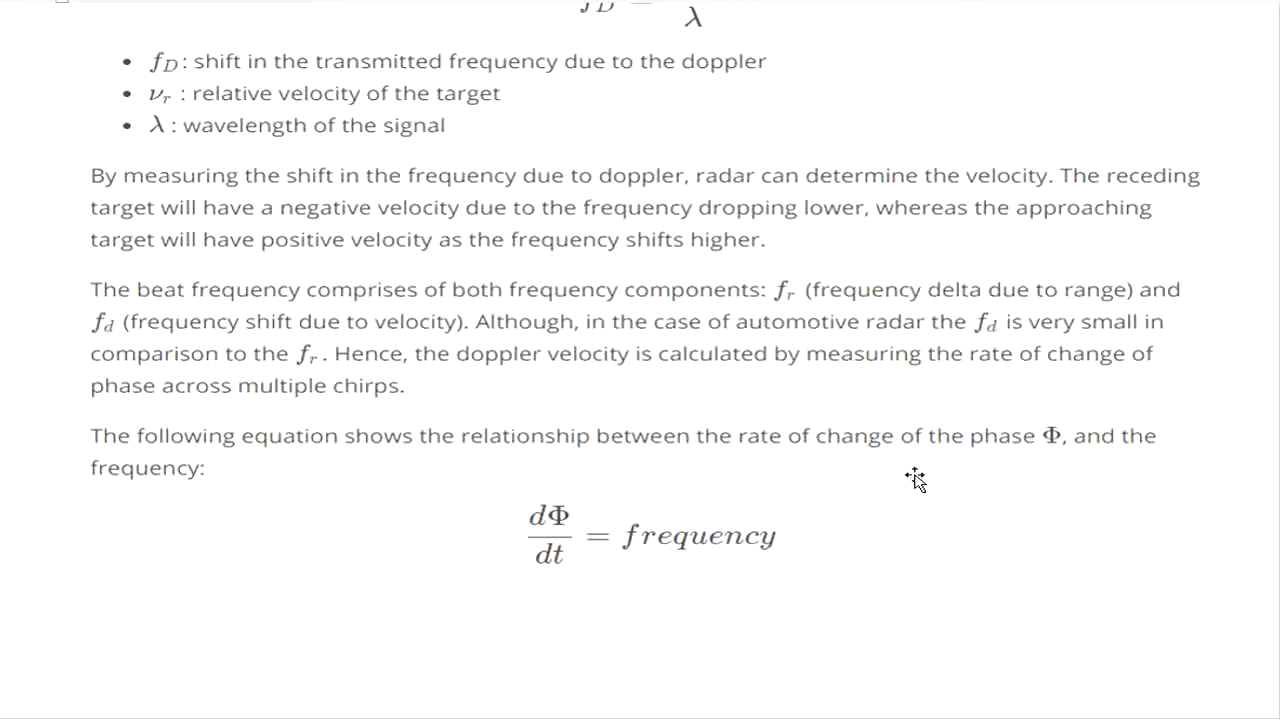 λ
• f_D : shift in the transmitted frequency due to the doppler
• ν_r : relative velocity of the target
• λ : wavelength of the signal
By measuring the shift in the frequency due to doppler, radar can determine the velocity. The receding
target will have a negative velocity due to the frequency dropping lower, whereas the approaching
target will have positive velocity as the frequency shifts higher.
The beat frequency comprises of both frequency components: f_r (frequency delta due to range) and
f_d (frequency shift due to velocity). Although, in the case of automotive radar the f_d is very small in
comparison to the f_r. Hence, the doppler velocity is calculated by measuring the rate of change of
phase across multiple chirps.
The following equation shows the relationship between the rate of change of the phase Φ, and the
frequency:
dΦ
dt
= frequency